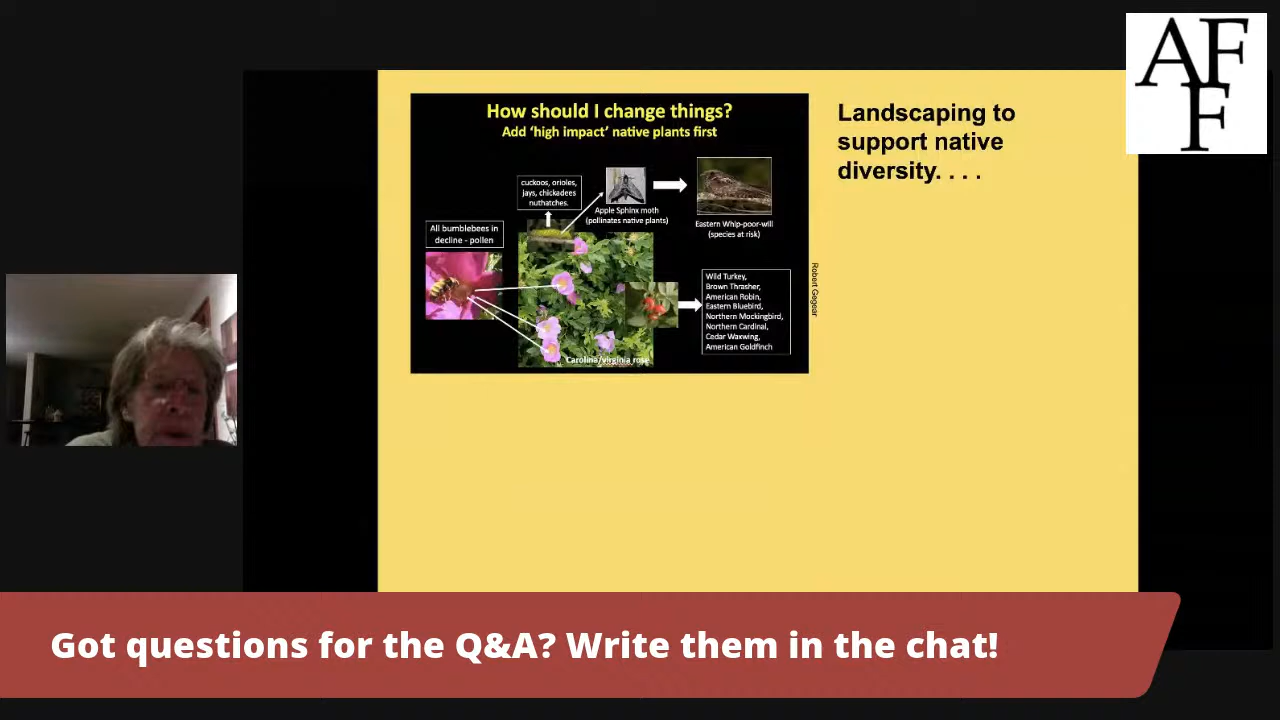 AF
F
How should I change things?
Add ‘high impact’ native plants first
Landscaping to
support native
diversity. . . .
cuckoos, orioles,
jays, chickadees
nuthatches.
Apple Sphinx moth
(pollinates native plants)
Eastern Whip-poor-will
(species at risk)
All bumblebees in
decline - pollen
Wild Turkey,
Brown Thrasher,
American Robin,
Eastern Bluebird,
Northern Mockingbird,
Northern Cardinal,
Cedar Waxwing,
American Goldfinch
Carolina/virginia rose
Robert Gegear
Got questions for the Q&A? Write them in the chat!